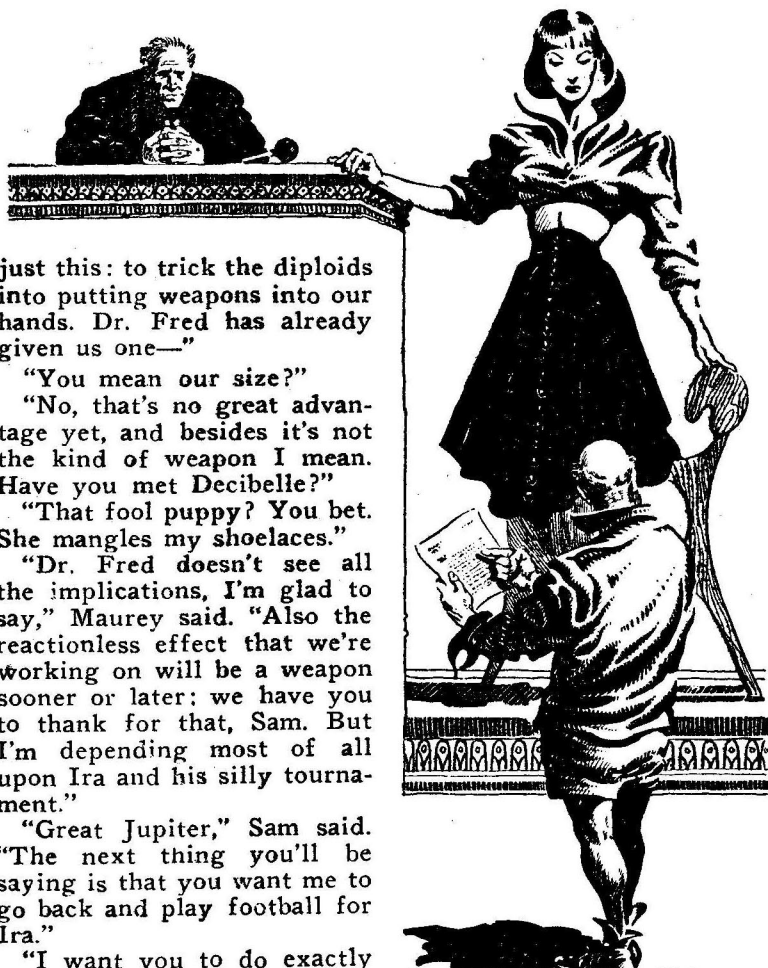 just this: to trick the diploids
into putting weapons into our
hands. Dr. Fred has already
given us one—”
“You mean our size?”
“No, that’s no great advan-
tage yet, and besides it’s not
the kind of weapon I mean.
Have you met Decibelle?”
“That fool puppy? You bet.
She mangles my shoelaces.”
“Dr. Fred doesn’t see all
the implications, I’m glad to
say,” Maurey said. “Also the
reactionless effect that we’re
working on will be a weapon
sooner or later; we have you
to thank for that, Sam. But
I’m depending most of all
upon Ira and his silly tourna-
ment.”
“Great Jupiter,” Sam said.
“The next thing you’ll be
saying is that you want me to
go back and play football for
Ira.”
“I want you to do exactly